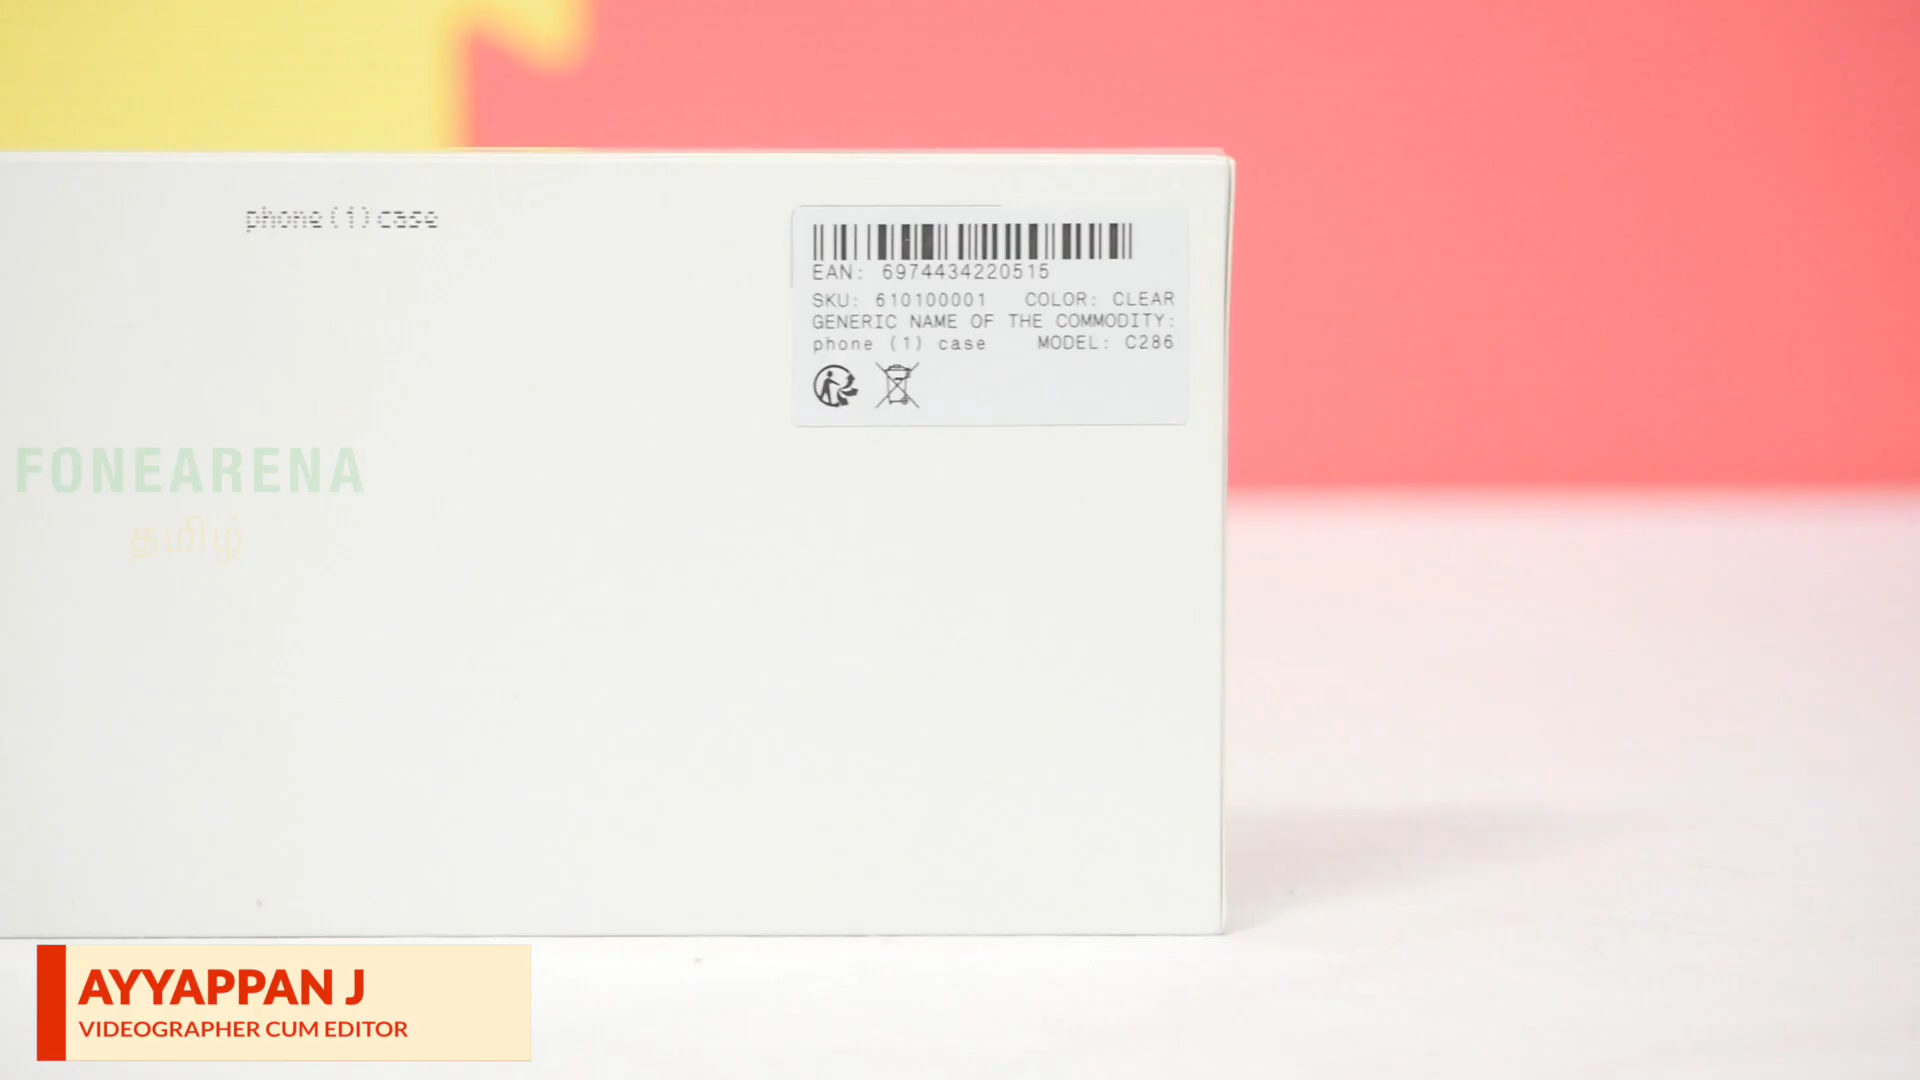 phone (1) case
EAN: 6974434220515
SKU: 610100001 COLOR: CLEAR
GENERIC NAME OF THE COMMODITY:
phone (1) case MODEL: C286
FONEARENA
தமிழ்
AYYAPPAN J
VIDEOGRAPHER CUM EDITOR